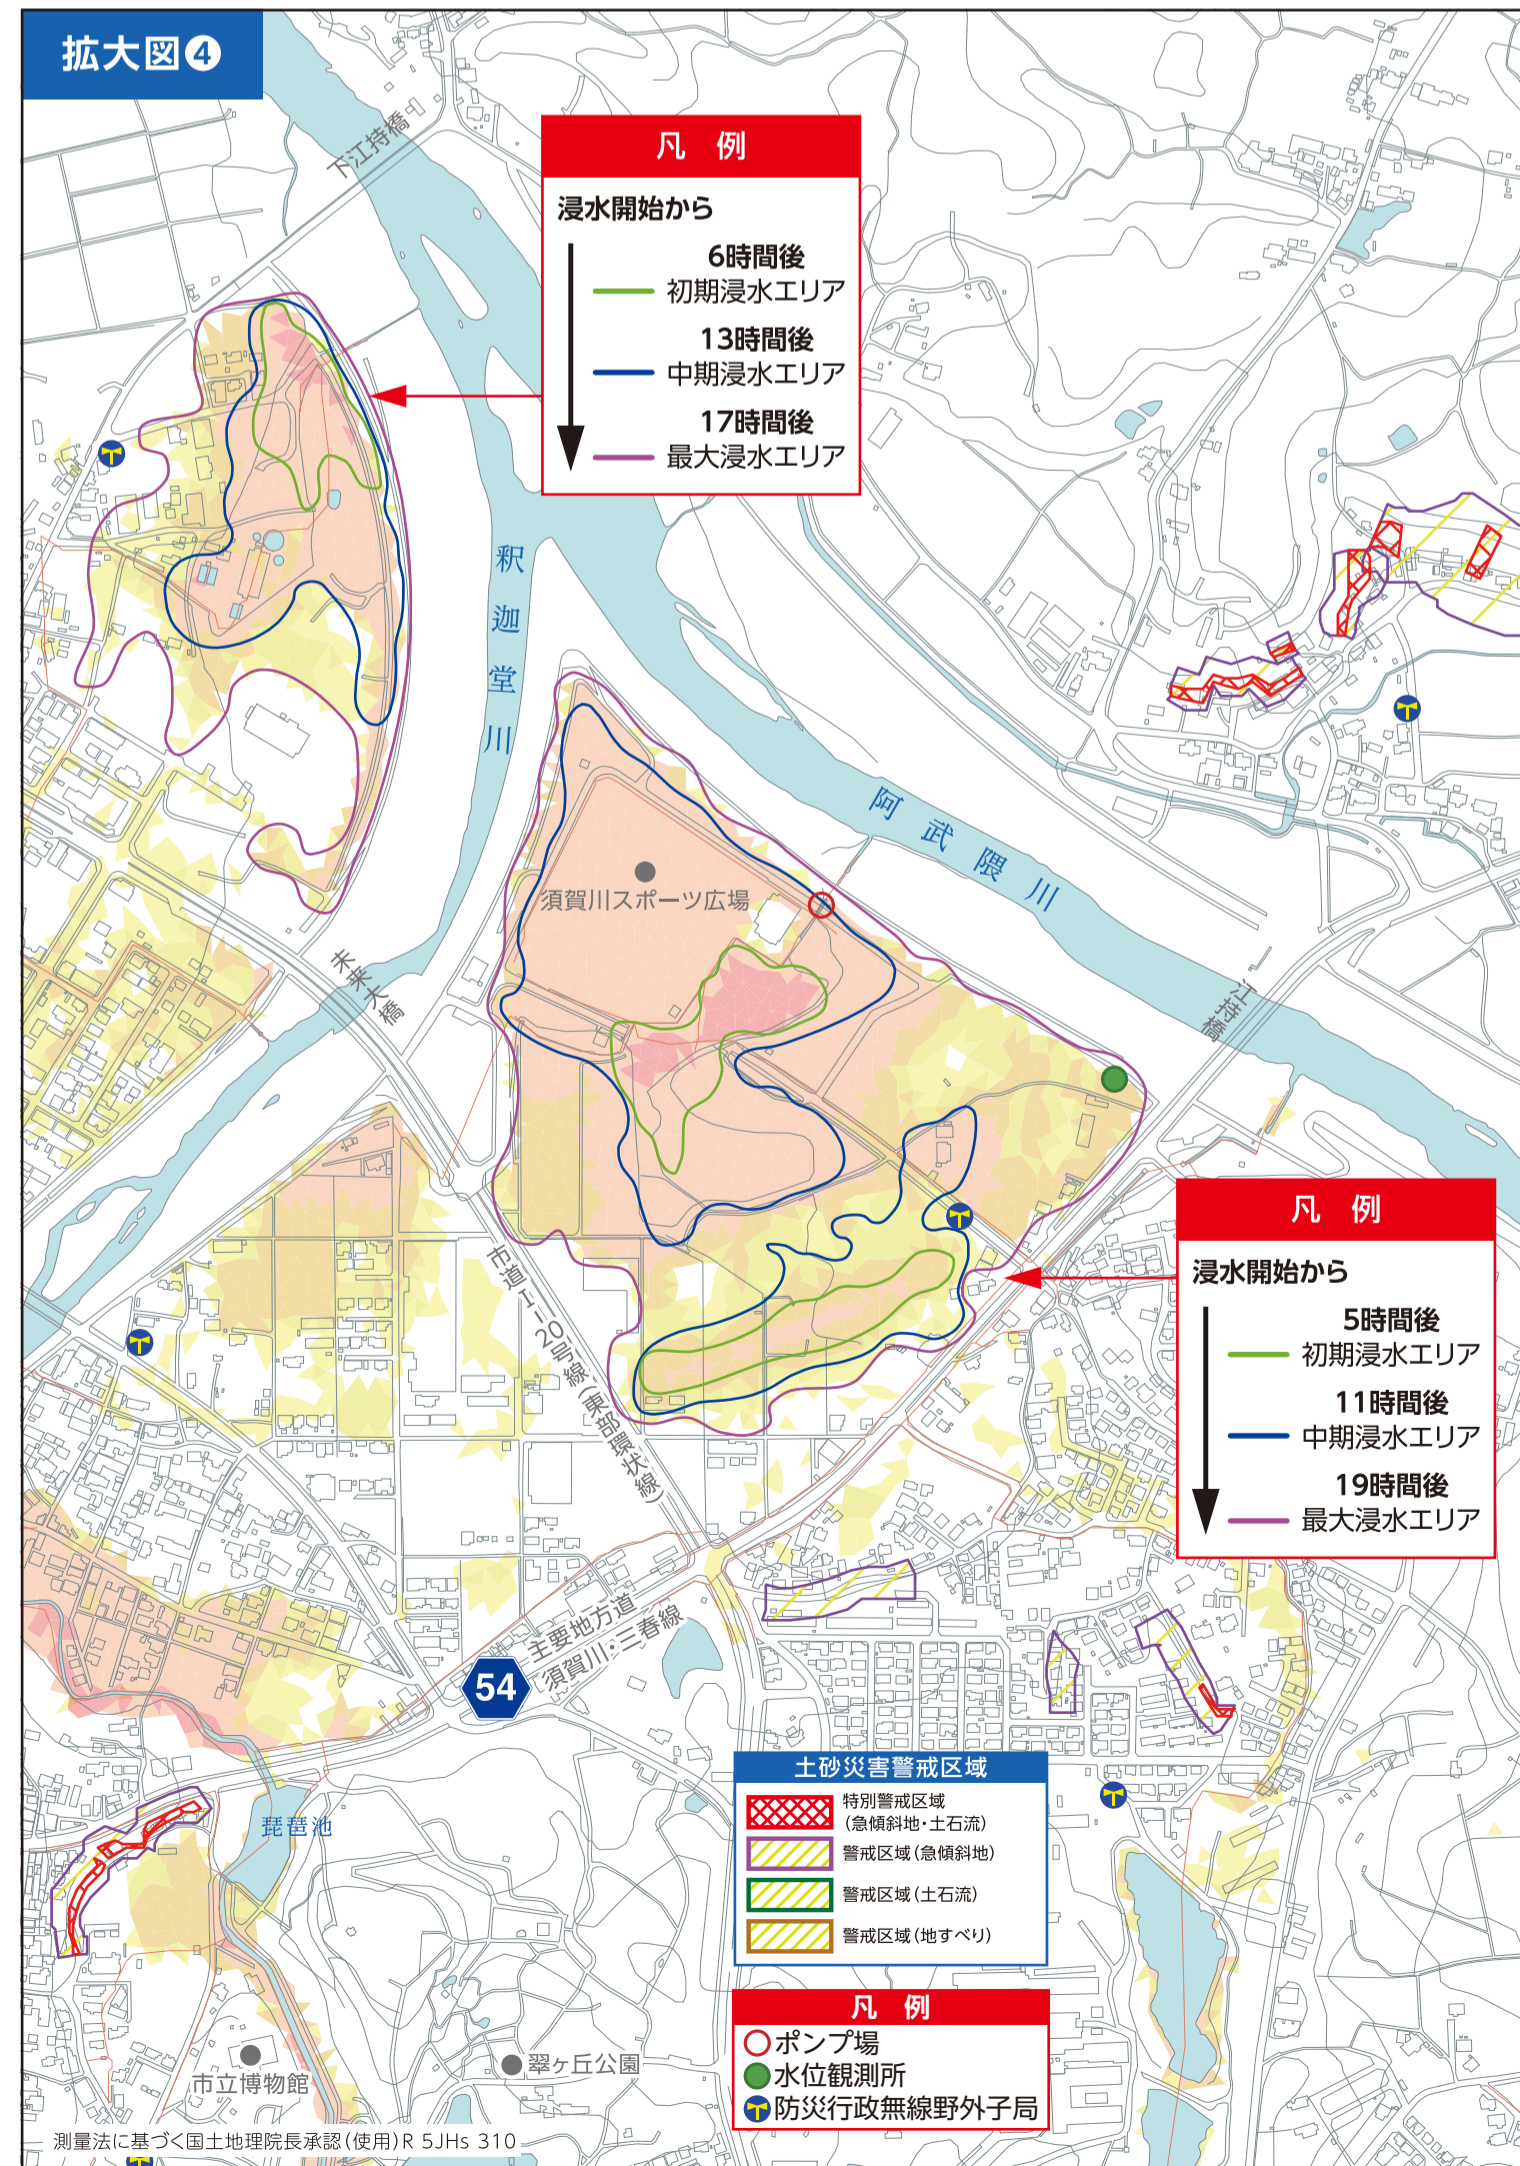 拡大図❹
下江持橋
凡 例
浸水開始から
6時間後
初期浸水エリア
13時間後
中期浸水エリア
17時間後
最大浸水エリア
釈迦堂川
阿武隈川
須賀川スポーツ広場
未来大橋
江持橋
凡 例
浸水開始から
5時間後
初期浸水エリア
11時間後
中期浸水エリア
19時間後
最大浸水エリア
市道Ⅰ-20号線(東部環状線)
主要地方道
須賀川・三春線
54
琵琶池
土砂災害警戒区域
特別警戒区域
(急傾斜地・土石流)
警戒区域(急傾斜地)
警戒区域(土石流)
警戒区域(地すべり)
凡 例
ポンプ場
水位観測所
防災行政無線野外子局
市立博物館
翠ヶ丘公園
測量法に基づく国土地理院長承認(使用)R 5JHs 310